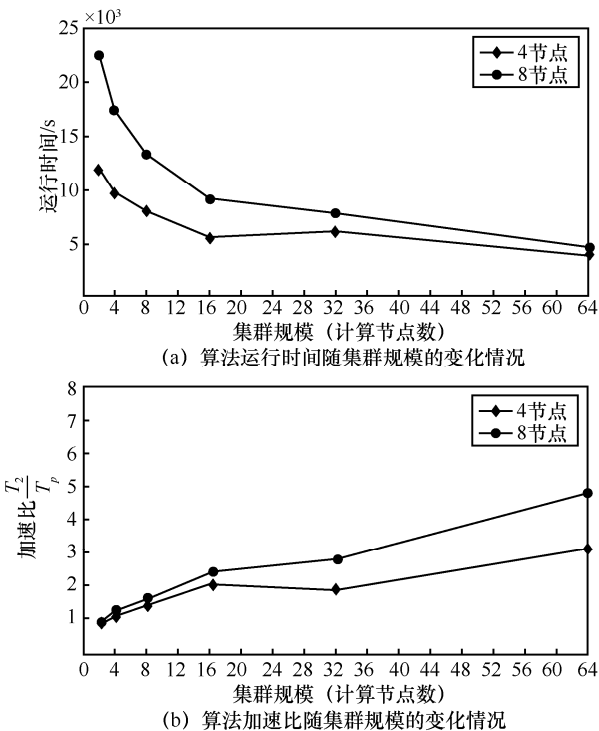 ×10³
25
20
15
10
5
运行时间/s
4节点
8节点
0 4 8 12 16 20 24 28 32 36 40 44 48 52 56 60 64
集群规模（计算节点数）
(a) 算法运行时间随集群规模的变化情况
8
7
6
5
4
3
2
1
加速比 T₂/Tₚ
4节点
8节点
0 4 8 12 16 20 24 28 32 36 40 44 48 52 56 60 64
集群规模（计算节点数）
(b) 算法加速比随集群规模的变化情况